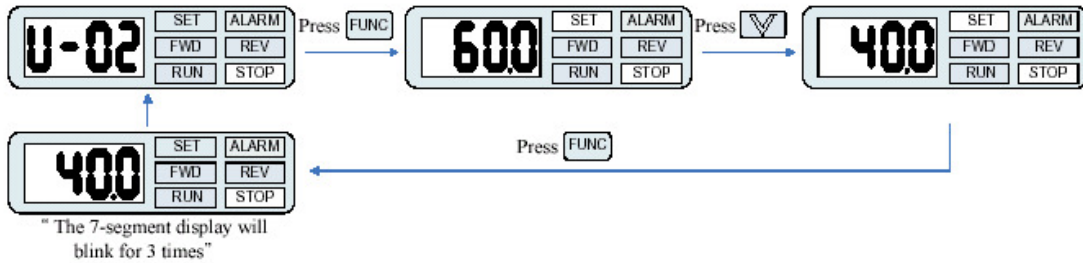 U-02 SET ALARM
FWD REV
RUN STOP
Press FUNC
60.0 SET ALARM
FWD REV
RUN STOP
Press
40.0 SET ALARM
FWD REV
RUN STOP
Press FUNC
40.0 SET ALARM
FWD REV
RUN STOP
“ The 7-segment display will
blink for 3 times”